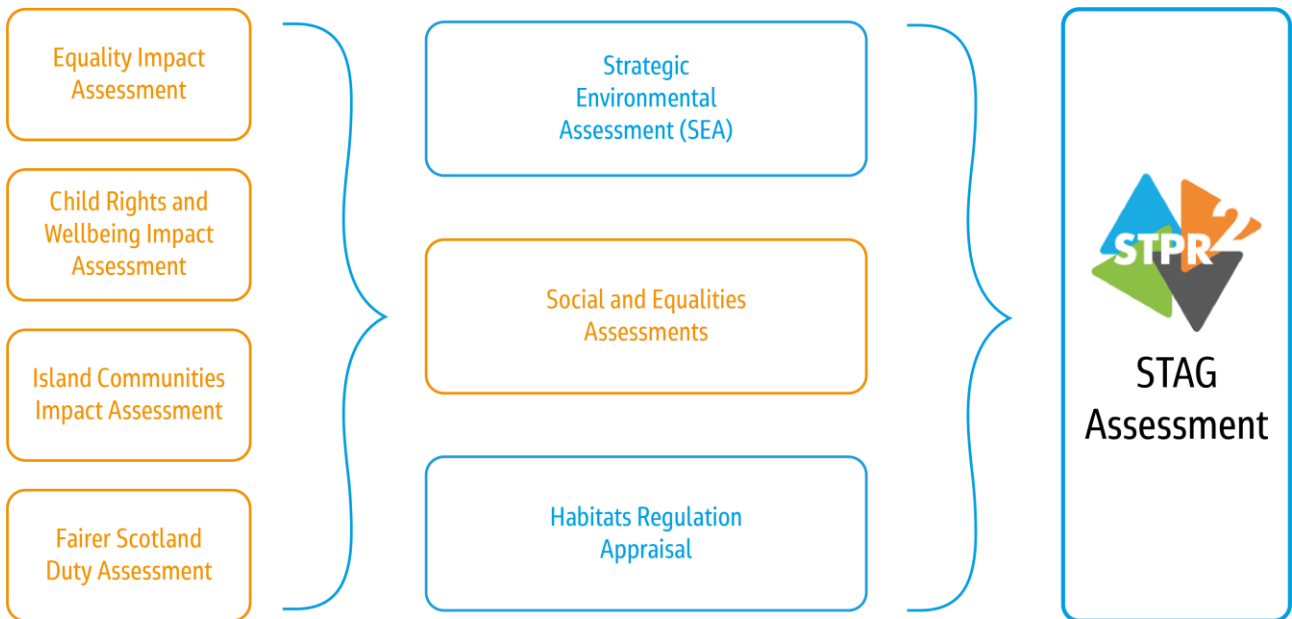 Equality Impact
Assessment
Child Rights and
Wellbeing Impact
Assessment
Island Communities
Impact Assessment
Fairer Scotland
Duty Assessment
Strategic
Environmental
Assessment (SEA)
Social and Equalities
Assessments
Habitats Regulation
Appraisal
STPR2
STAG
Assessment